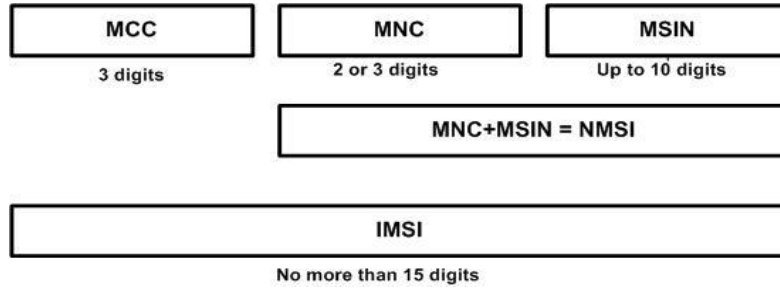 MCC MNC MSIN
3 digits 2 or 3 digits Up to 10 digits
MNC+MSIN = NMSI
IMSI
No more than 15 digits